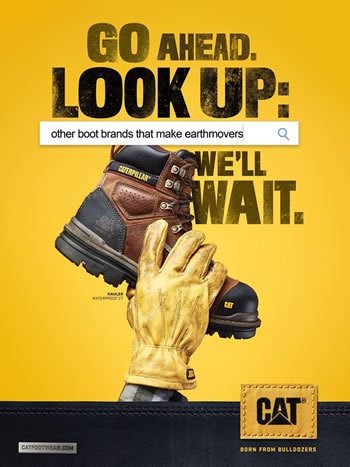 GO AHEAD.
LOOK UP:
other boot brands that make earthmovers
WE'LL
WAIT.
CATERPILLAR
CAT
HAULER
WATERPROOF CT
CAT
BORN FROM BULLDOZERS
CATFOOTWEAR.COM